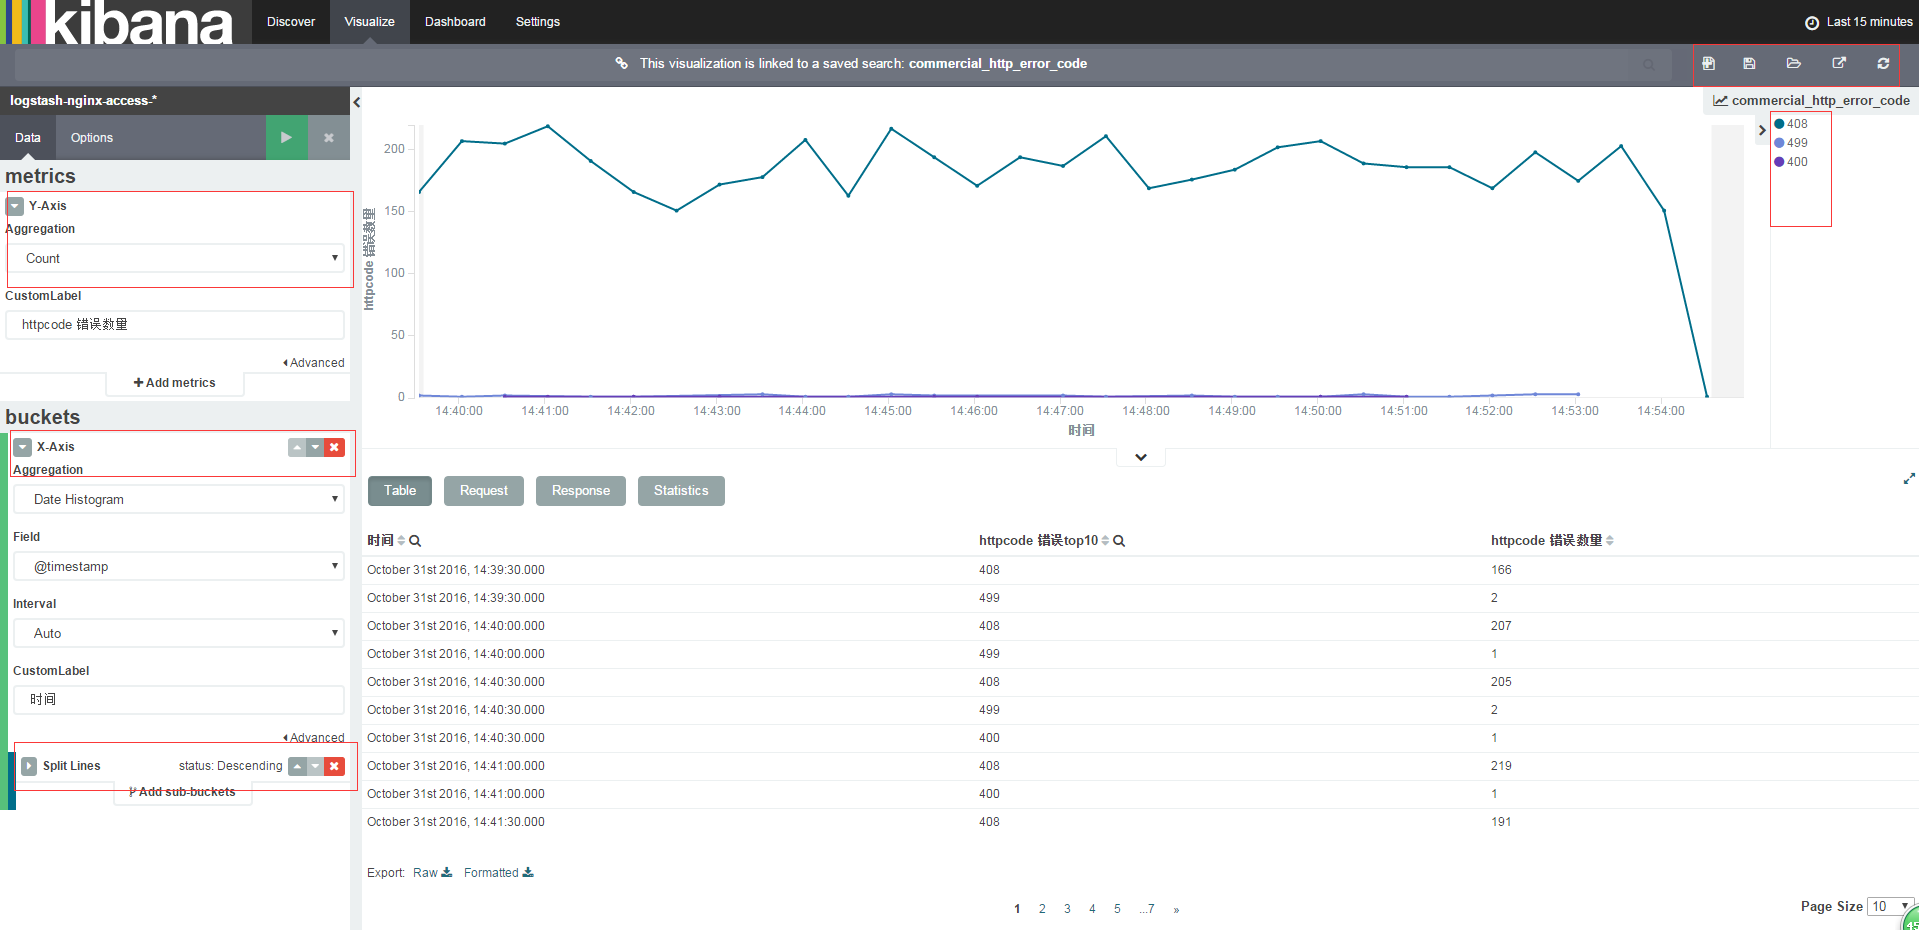 kibana
Discover
Visualize
Dashboard
Settings
Last 15 minutes
This visualization is linked to a saved search: commercial_http_error_code
logstash-nginx-access-*
Data
Options
metrics
Y-Axis
Aggregation
Count
CustomLabel
httpcode 错误数量
Advanced
Add metrics
buckets
X-Axis
Aggregation
Date Histogram
Field
@timestamp
Interval
Auto
CustomLabel
时间
Advanced
Split Lines status: Descending
Add sub-buckets
commercial_http_error_code
408
499
400
httpcode 错误数量
200
150
100
50
0
14:40:00 14:41:00 14:42:00 14:43:00 14:44:00 14:45:00 14:46:00 14:47:00 14:48:00 14:49:00 14:50:00 14:51:00 14:52:00 14:53:00 14:54:00
时间
Table Request Response Statistics
时间 httpcode 错误top10 httpcode 错误数量
October 31st 2016, 14:39:30.000 408 166
October 31st 2016, 14:39:30.000 499 2
October 31st 2016, 14:40:00.000 408 207
October 31st 2016, 14:40:00.000 499 1
October 31st 2016, 14:40:30.000 408 205
October 31st 2016, 14:40:30.000 499 2
October 31st 2016, 14:40:30.000 400 1
October 31st 2016, 14:41:00.000 408 219
October 31st 2016, 14:41:00.000 400 1
October 31st 2016, 14:41:30.000 408 191
Export: Raw Formatted
1 2 3 4 5 ...7 »
Page Size 10